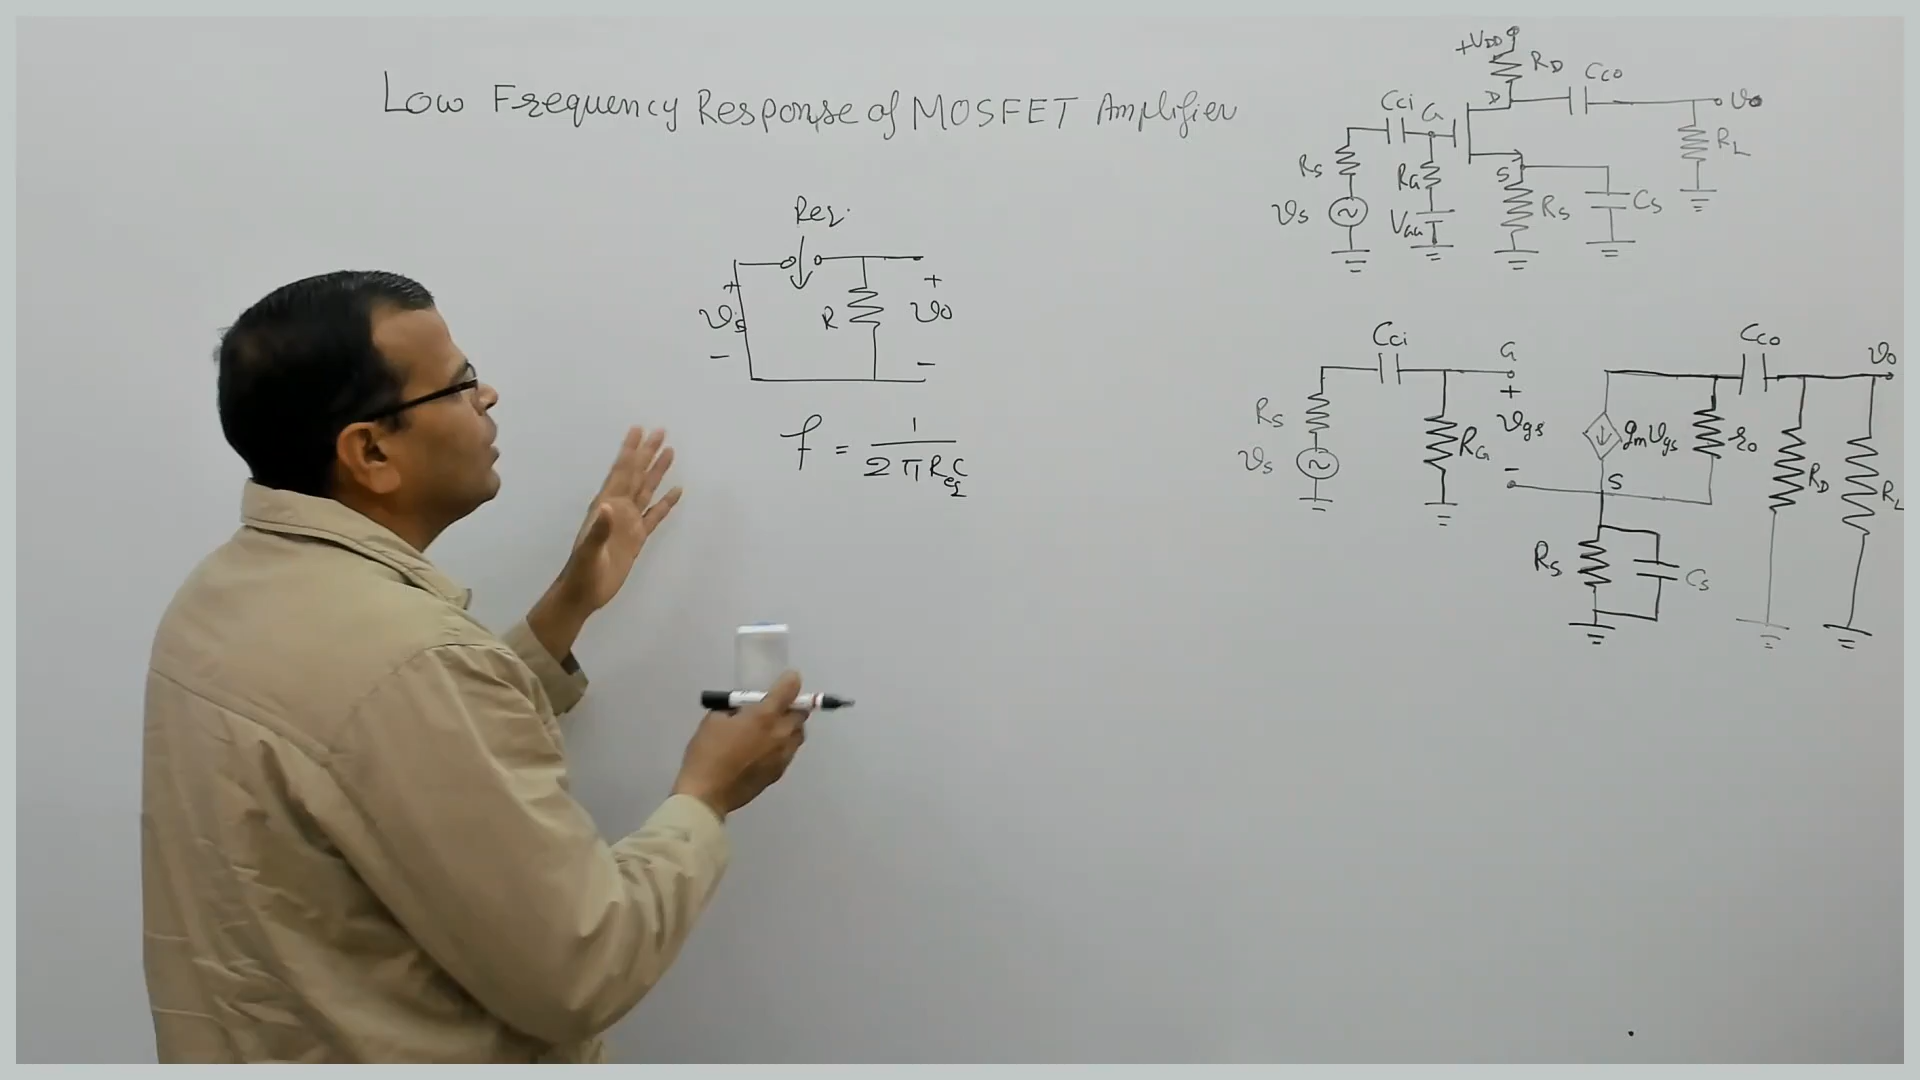 Low Frequency Response of MOSFET Amplifier
+VDD
RD
Cco
D
vo
Cci
G
RL
Rs
RG
S
Rs
Cs
vs
VGG
Req.
+
+
vs
R
vo
-
-
f = 1 / 2πReqC
Cci
G
Cco
vo
+
Rs
vgs
gmvgs
ro
RG
vs
-
S
RD
RL
Rs
Cs